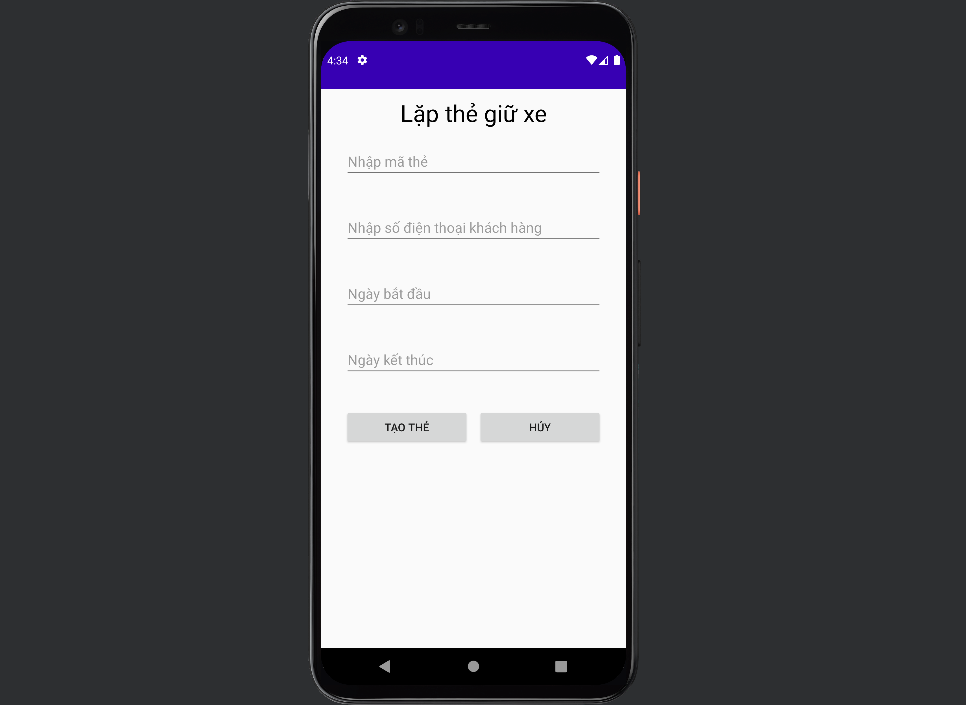 4:34
Lặp thẻ giữ xe
Nhập mã thẻ
Nhập số điện thoại khách hàng
Ngày bắt đầu
Ngày kết thúc
TẠO THẺ
HỦY